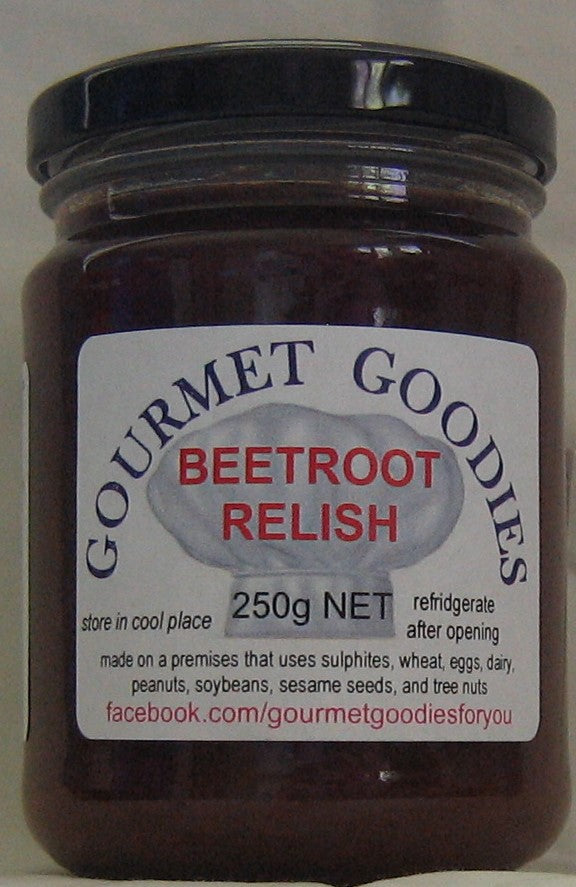 GOURMET GOODIES
BEETROOT
RELISH
250g NET
store in cool place
refridgerate
after opening
made on a premises that uses sulphites, wheat, eggs, dairy,
peanuts, soybeans, sesame seeds, and tree nuts
facebook.com/gourmetgoodiesforyou